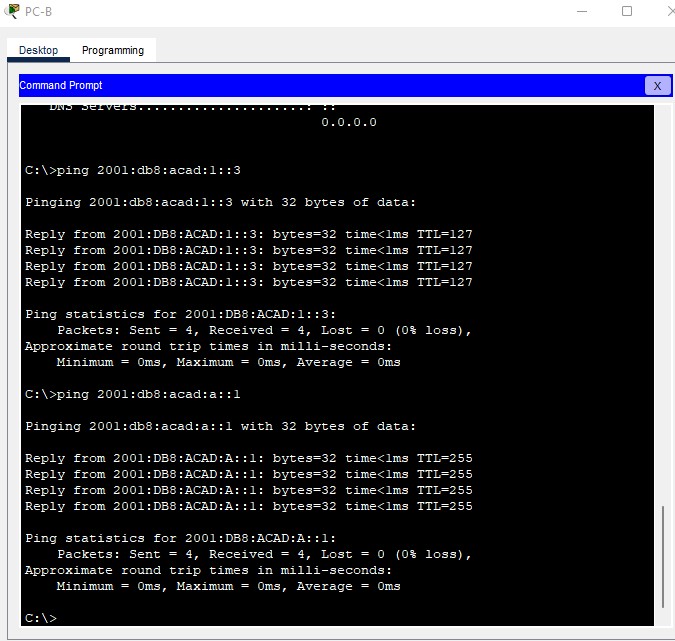 PC-B
Desktop Programming
Command Prompt X
DNS Servers.....................: ::
0.0.0.0
C:\>ping 2001:db8:acad:1::3
Pinging 2001:db8:acad:1::3 with 32 bytes of data:
Reply from 2001:DB8:ACAD:1::3: bytes=32 time<1ms TTL=127
Reply from 2001:DB8:ACAD:1::3: bytes=32 time<1ms TTL=127
Reply from 2001:DB8:ACAD:1::3: bytes=32 time<1ms TTL=127
Reply from 2001:DB8:ACAD:1::3: bytes=32 time<1ms TTL=127
Ping statistics for 2001:DB8:ACAD:1::3:
Packets: Sent = 4, Received = 4, Lost = 0 (0% loss),
Approximate round trip times in milli-seconds:
Minimum = 0ms, Maximum = 0ms, Average = 0ms
C:\>ping 2001:db8:acad:a::1
Pinging 2001:db8:acad:a::1 with 32 bytes of data:
Reply from 2001:DB8:ACAD:A::1: bytes=32 time<1ms TTL=255
Reply from 2001:DB8:ACAD:A::1: bytes=32 time<1ms TTL=255
Reply from 2001:DB8:ACAD:A::1: bytes=32 time<1ms TTL=255
Reply from 2001:DB8:ACAD:A::1: bytes=32 time<1ms TTL=255
Ping statistics for 2001:DB8:ACAD:A::1:
Packets: Sent = 4, Received = 4, Lost = 0 (0% loss),
Approximate round trip times in milli-seconds:
Minimum = 0ms, Maximum = 0ms, Average = 0ms
C:\>